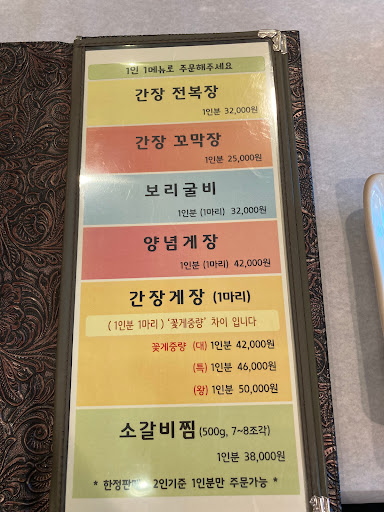 1인 1메뉴로 주문해주세요
간장 전복장
1인분 32,000원
간장 꼬막장
1인분 25,000원
보리굴비
1인분 (1마리) 32,000원
양념게장
1인분 (1마리) 42,000원
간장게장 (1마리)
( 1인분 1마리 ) '꽃게중량' 차이 입니다
꽃게중량 (대) 1인분 42,000원
(특) 1인분 46,000원
(왕) 1인분 50,000원
소갈비찜 (500g, 7~8조각)
1인분 38,000원
* 한정판매 2인기준 1인분만 주문가능 *